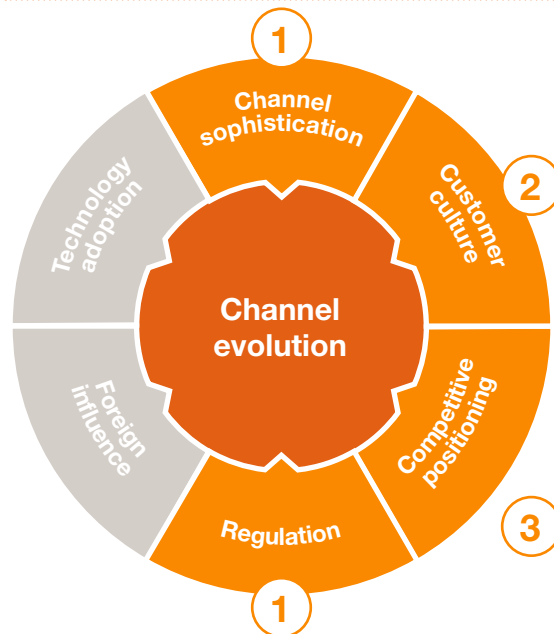 1
Channel
sophistication
2
Customer
culture
Technology
adoption
Channel
evolution
Competitive
positioning
3
Foreign
influence
Regulation
1